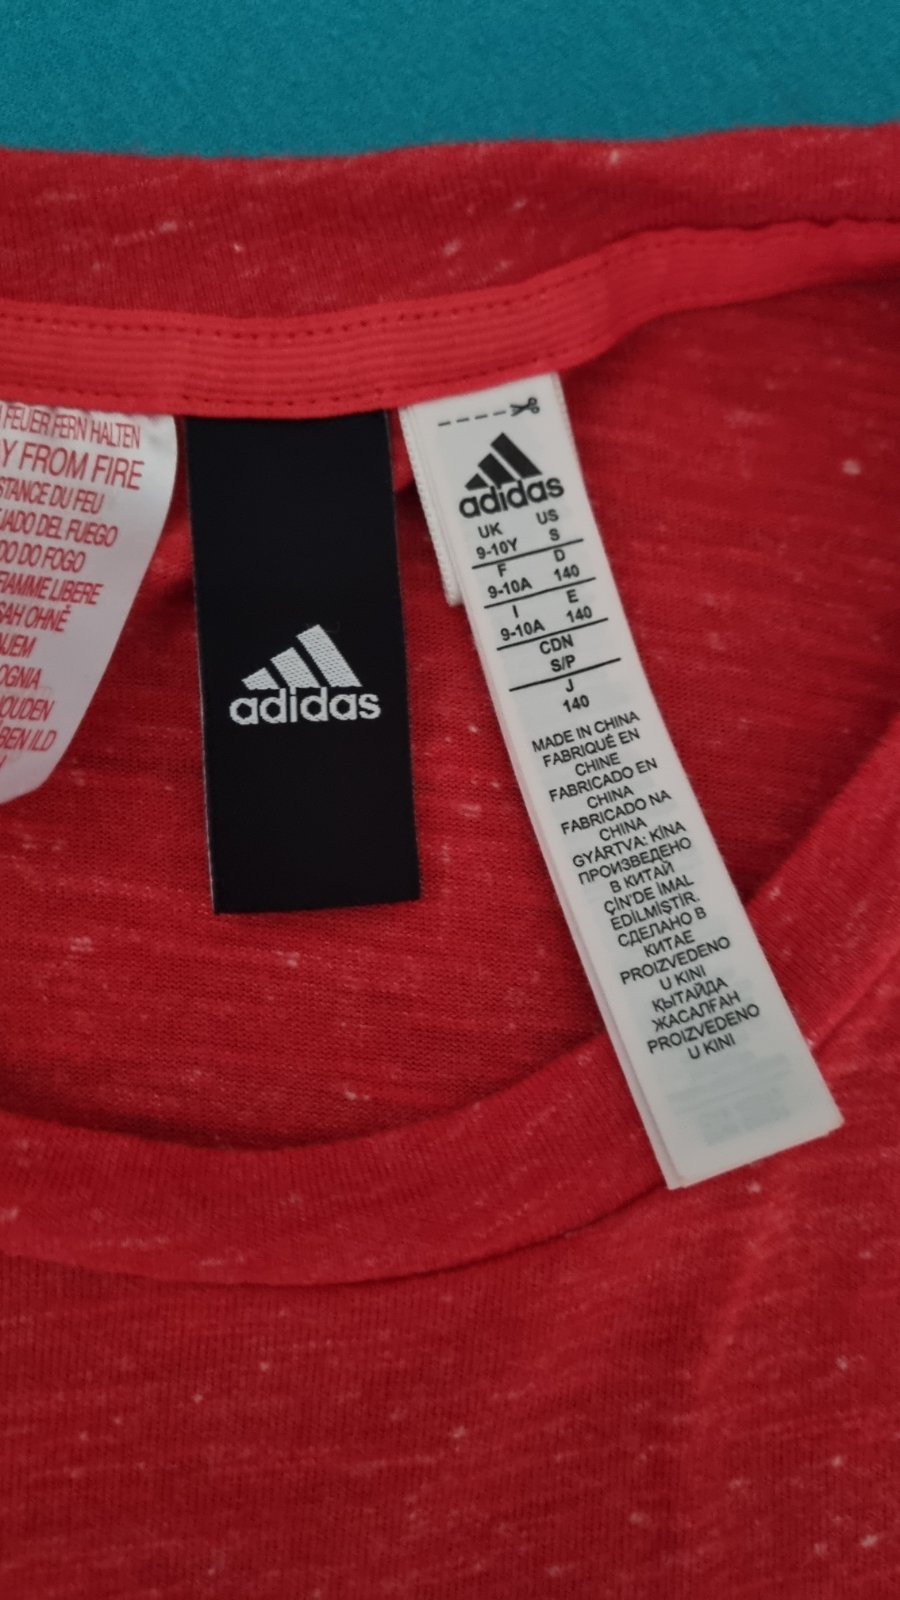 FEUER FERN HALTEN
Y FROM FIRE
STANCE DU FEU
JADO DEL FUEGO
DO DO FOGO
FIAMME LIBERE
SAH OHNĚ
NJEM
OGNIA
OUDEN
BEN ILD
adidas
adidas
UK US
9-10Y S
F D
9-10A 140
I E
9-10A 140
CDN
S/P
J
140
MADE IN CHINA
FABRIQUÉ EN
CHINE
FABRICADO EN
CHINA
FABRICADO NA
CHINA
GYÁRTVA: KÍNA
ПРОИЗВЕДЕНО
В КИТАЙ
ÇİN'DE İMAL
EDİLMİŞTİR.
СДЕЛАНО В
КИТАЕ
PROIZVEDENO
U KINI
ҚЫТАЙДА
ЖАСАЛҒАН
PROIZVEDENO
U KINI